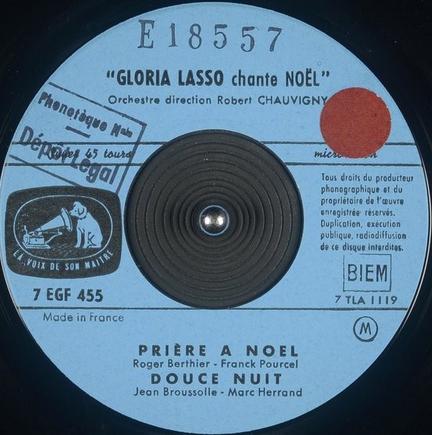 E 18557
"GLORIA LASSO chante NOËL"
Orchestre direction Robert CHAUVIGNY
Phonotèque Nale
Dépôt Légal
45 tours
Tous droits du producteur
phonographique et du
propriétaire de l'œuvre
enregistrée réservés.
Duplication, exécution
publique, radiodiffusion
de ce disque interdites.
LA VOIX DE SON MAITRE
BIEM
7 EGF 455
7 TLA 1119
Made in France
M
PRIÈRE A NOEL
Roger Berthier - Franck Pourcel
DOUCE NUIT
Jean Broussolle - Marc Herrand